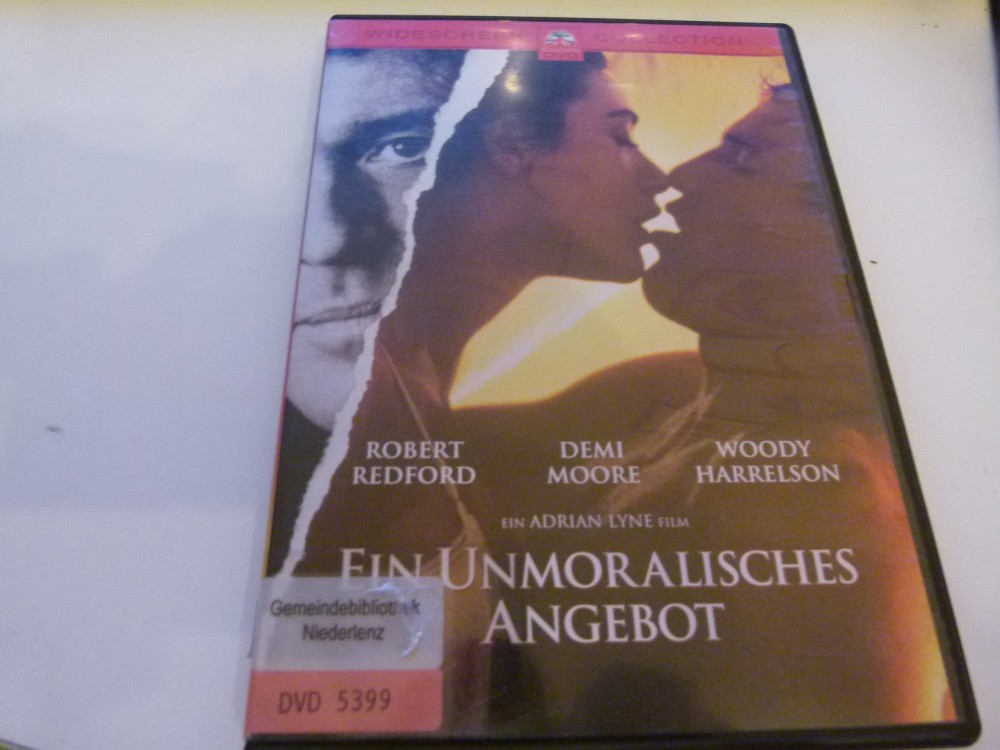 WIDESCREEN DVD COLLECTION
ROBERT REDFORD
DEMI MOORE
WOODY HARRELSON
EIN ADRIAN LYNE FILM
EIN UNMORALISCHES
ANGEBOT
Gemeindebibliothek
Niederlenz
DVD 5399